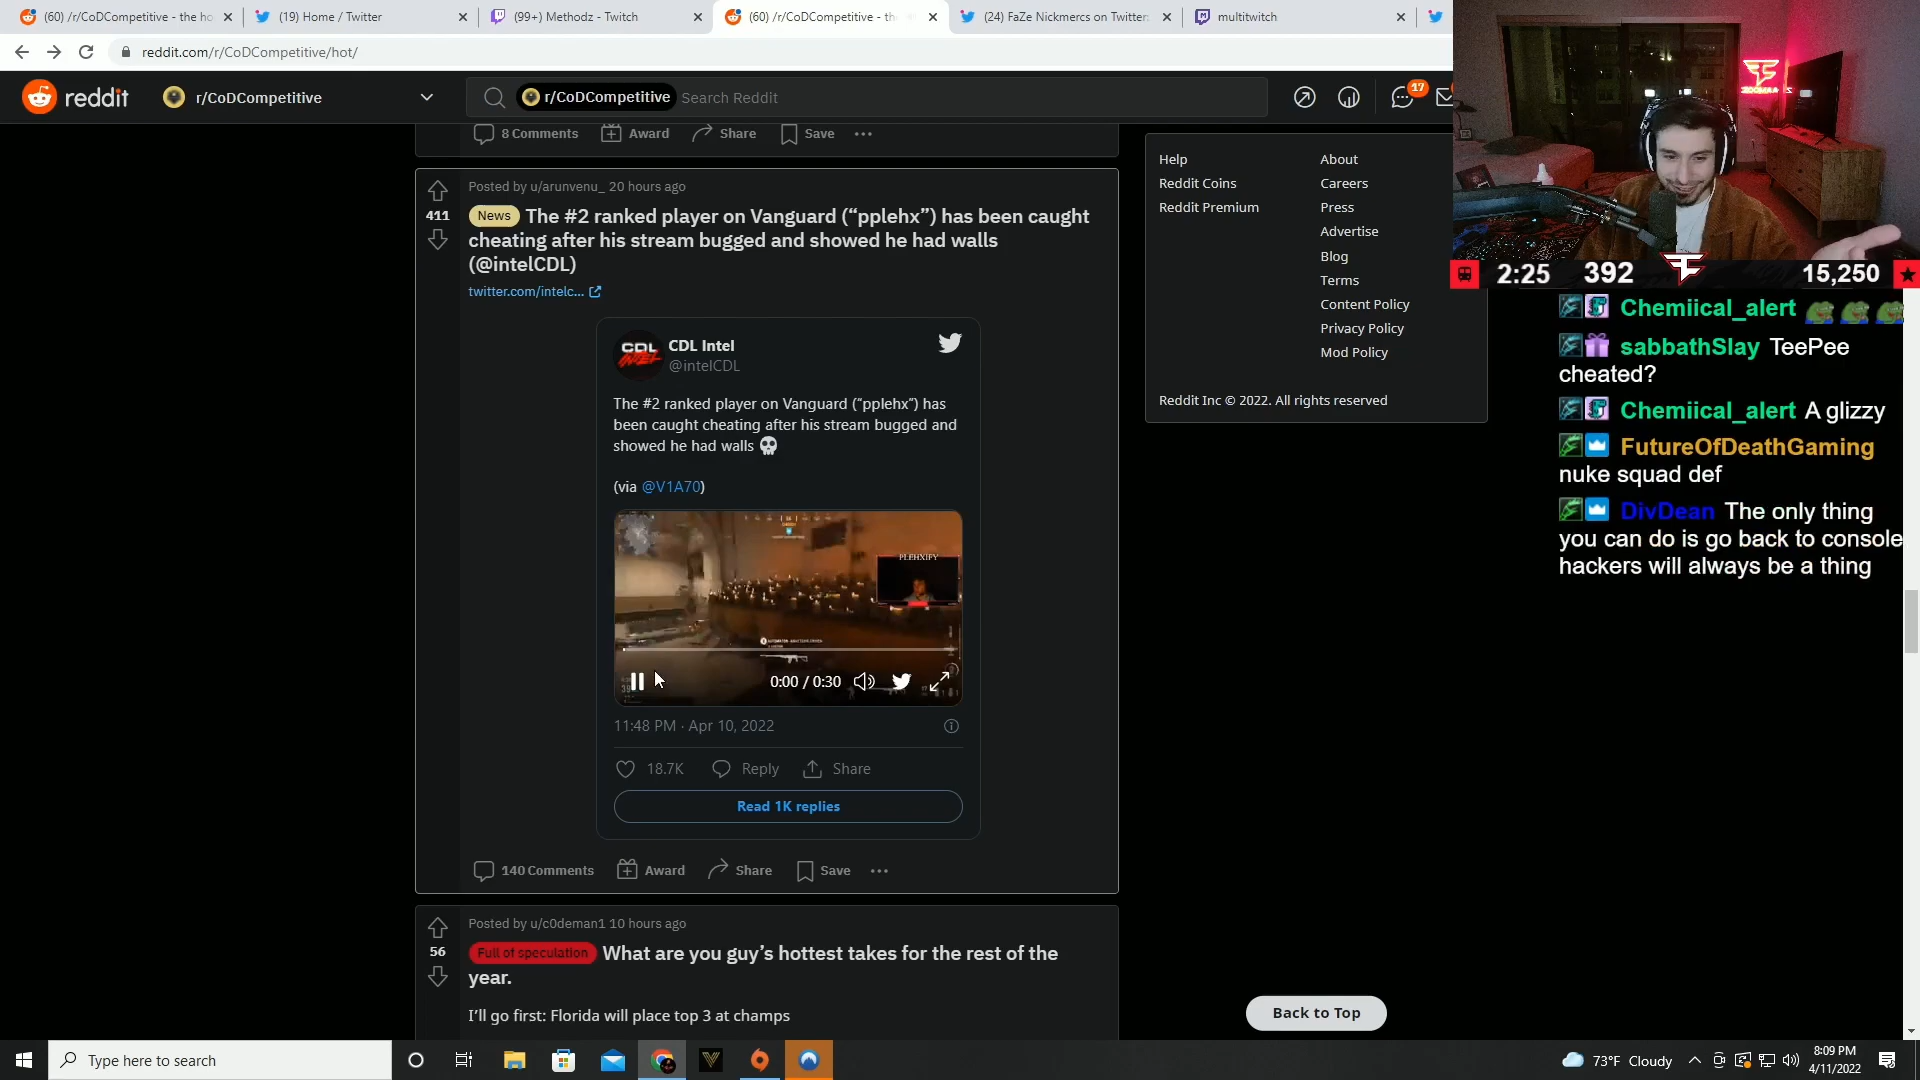 (60) /r/CoDCompetitive - the ho
(19) Home / Twitter
(99+) Methodz - Twitch
(60) /r/CoDCompetitive - the
(24) FaZe Nickmercs on Twitter:
multitwitch
reddit.com/r/CoDCompetitive/hot/
reddit
r/CoDCompetitive
r/CoDCompetitive Search Reddit
17
8 Comments Award Share Save
Posted by u/arunvenu_ 20 hours ago
411
News The #2 ranked player on Vanguard (“pplehx”) has been caught
cheating after his stream bugged and showed he had walls
(@intelCDL)
twitter.com/intelc...
CDL INTEL
CDL Intel
@intelCDL
The #2 ranked player on Vanguard (“pplehx”) has
been caught cheating after his stream bugged and
showed he had walls 💀
(via @V1A70)
PLEHXIFY
0:00 / 0:30
11:48 PM · Apr 10, 2022
18.7K Reply Share
Read 1K replies
140 Comments Award Share Save
Posted by u/c0deman1 10 hours ago
56
Full of speculation What are you guy’s hottest takes for the rest of the
year.
I’ll go first: Florida will place top 3 at champs
Help
Reddit Coins
Reddit Premium
About
Careers
Press
Advertise
Blog
Terms
Content Policy
Privacy Policy
Mod Policy
Reddit Inc © 2022. All rights reserved
Back to Top
2:25 392 15,250
Chemiical_alert
sabbathSlay TeePee
cheated?
Chemiical_alert A glizzy
FutureOfDeathGaming
nuke squad def
DivDean The only thing
you can do is go back to console
hackers will always be a thing
Type here to search
73°F Cloudy
8:09 PM
4/11/2022